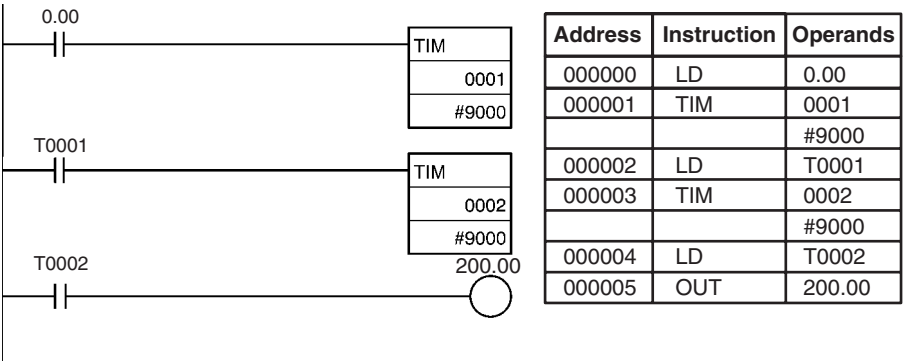 0.00
TIM
0001
#9000
T0001
TIM
0002
#9000
T0002
200.00
Address Instruction Operands
000000 LD 0.00
000001 TIM 0001
#9000
000002 LD T0001
000003 TIM 0002
#9000
000004 LD T0002
000005 OUT 200.00